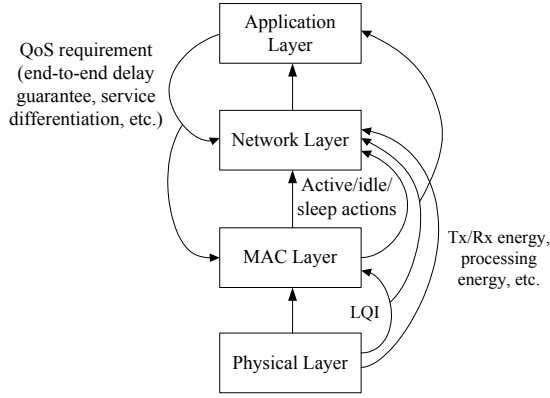 Application
Layer
QoS requirement
(end-to-end delay
guarantee, service
differentiation, etc.)
Network Layer
Active/idle/
sleep actions
MAC Layer
Tx/Rx energy,
processing
energy, etc.
LQI
Physical Layer